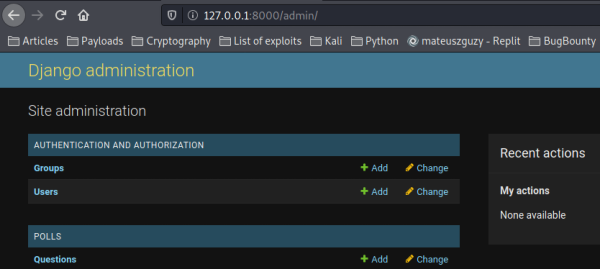 127.0.0.1:8000/admin/
Articles Payloads Cryptography List of exploits Kali Python mateuszguzy - Replit BugBounty
Django administration
Site administration
AUTHENTICATION AND AUTHORIZATION
Groups Add Change
Users Add Change
POLLS
Questions Add Change
Recent actions
My actions
None available